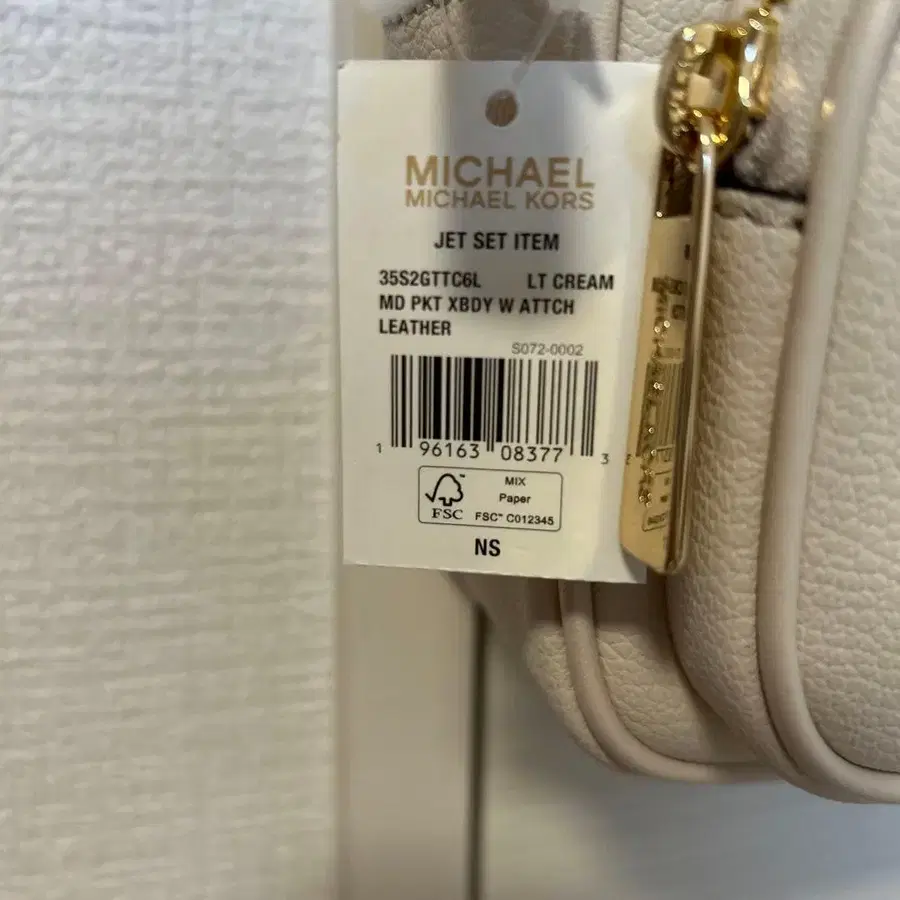 MICHAEL
MICHAEL KORS
JET SET ITEM
35S2GTTC6L LT CREAM
MD PKT XBDY W ATTCH
LEATHER
S072-0002
1 96163 08377 3
MIX
Paper
FSC™ C012345
FSC
NS